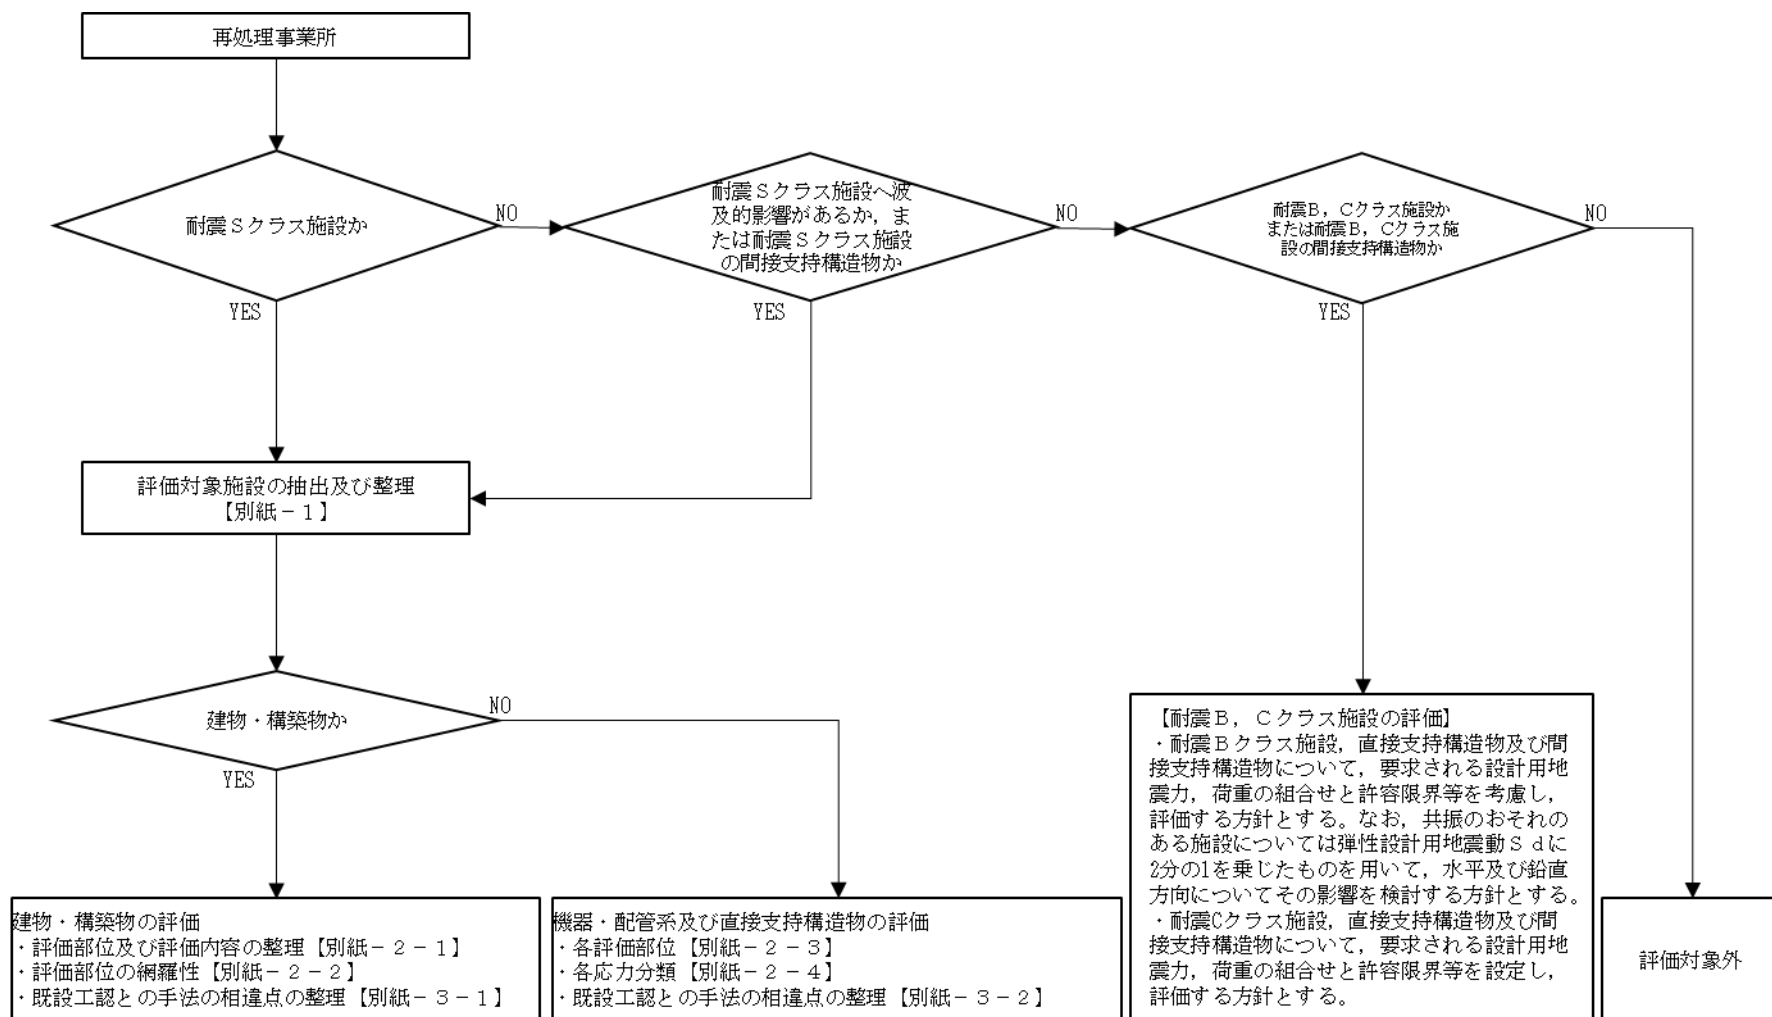 再処理事業所
耐震Sクラス施設か
NO
耐震Sクラス施設へ波
及的影響があるか，ま
たは耐震Sクラス施設
の間接支持構造物か
NO
耐震B，Cクラス施設か
または耐震B，Cクラス施
設の間接支持構造物か
NO
YES
YES
YES
評価対象施設の抽出及び整理
【別紙－1】
建物・構築物か
NO
YES
建物・構築物の評価
・評価部位及び評価内容の整理【別紙－2－1】
・評価部位の網羅性【別紙－2－2】
・既設工認との手法の相違点の整理【別紙－3－1】
機器・配管系及び直接支持構造物の評価
・各評価部位【別紙－2－3】
・各応力分類【別紙－2－4】
・既設工認との手法の相違点の整理【別紙－3－2】
【耐震B，Cクラス施設の評価】
・耐震Bクラス施設，直接支持構造物及び間
接支持構造物について，要求される設計用地
震力，荷重の組合せと許容限界等を考慮し，
評価する方針とする。なお，共振のおそれの
ある施設については弾性設計用地震動Sdに
2分の1を乗じたものを用いて，水平及び鉛直
方向についてその影響を検討する方針とする。
・耐震Cクラス施設，直接支持構造物及び間
接支持構造物について，要求される設計用地
震力，荷重の組合せと許容限界等を設定し，
評価する方針とする。
評価対象外